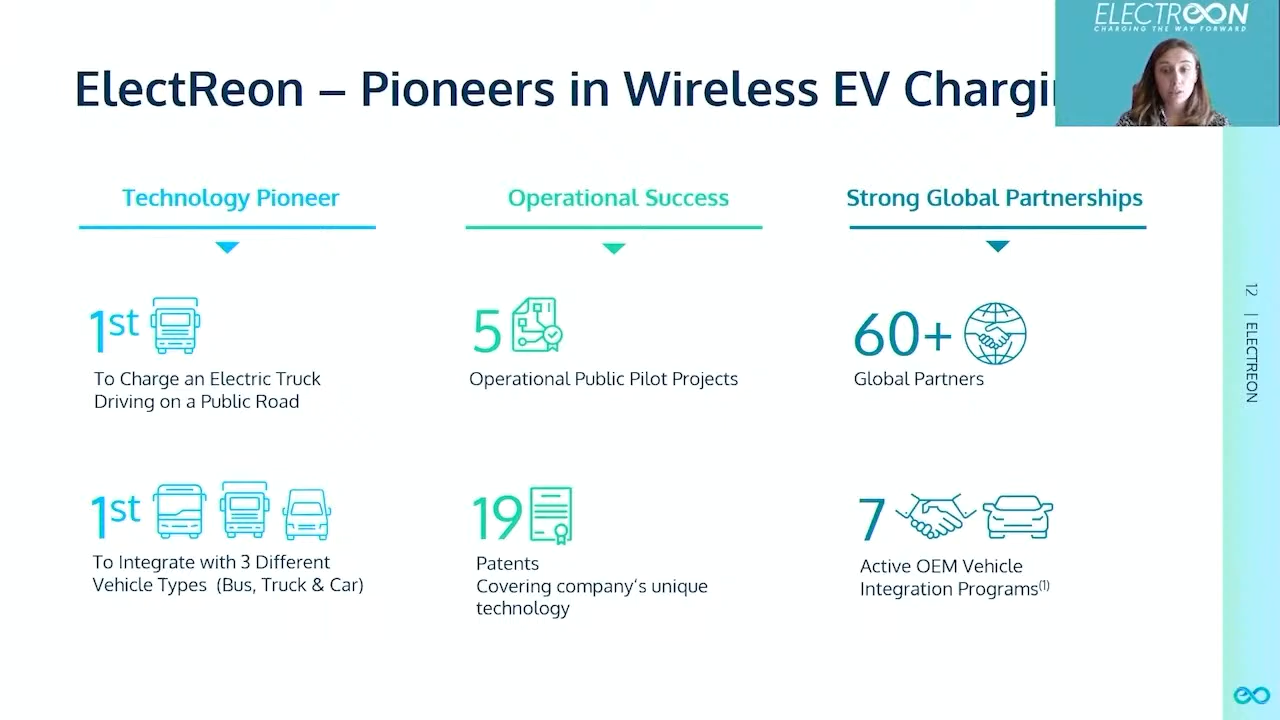 ELECTREON
CHARGING THE WAY FORWARD
ElectReon – Pioneers in Wireless EV Chargin
Technology Pioneer
Operational Success
Strong Global Partnerships
1st
To Charge an Electric Truck
Driving on a Public Road
5
Operational Public Pilot Projects
60+
Global Partners
1st
To Integrate with 3 Different
Vehicle Types (Bus, Truck & Car)
19
Patents
Covering company's unique
technology
7
Active OEM Vehicle
Integration Programs(1)
12 | ELECTREON